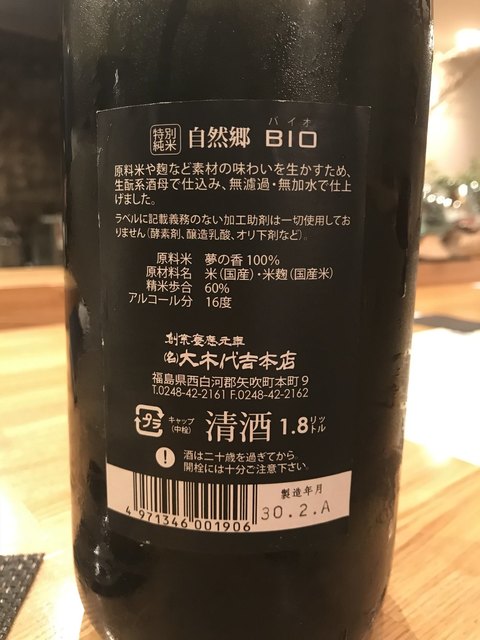 特別
純米
自然郷 BIO
バイオ
原料米や麹など素材の味わいを生かすため、
生酛系酒母で仕込み、無濾過・無加水で仕上
げました。
ラベルに記載義務のない加工助剤は一切使用してお
りません(酵素剤、醸造乳酸、オリ下剤など)。
原料米 夢の香100%
原材料名 米(国産)・米麹(国産米)
精米歩合 60%
アルコール分 16度
創業慶應元年
(名)大木代吉本店
福島県西白河郡矢吹町本町9
T.0248-42-2161 F.0248-42-2162
プラ
キャップ
(中栓)
清酒 1.8リットル
酒は二十歳を過ぎてから。
開栓には十分ご注意下さい。
製造年月
30.2.A
4 971346 001906